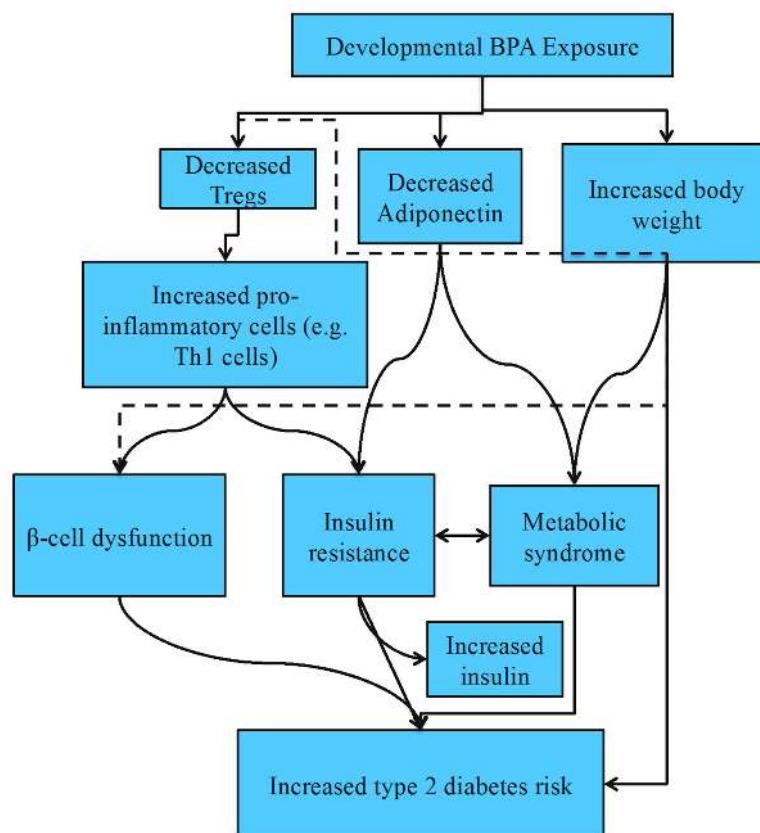 Developmental BPA Exposure
Decreased
Tregs
Decreased
Adiponectin
Increased body
weight
Increased pro-
inflammatory cells (e.g.
Th1 cells)
β-cell dysfunction
Insulin
resistance
Metabolic
syndrome
Increased
insulin
Increased type 2 diabetes risk